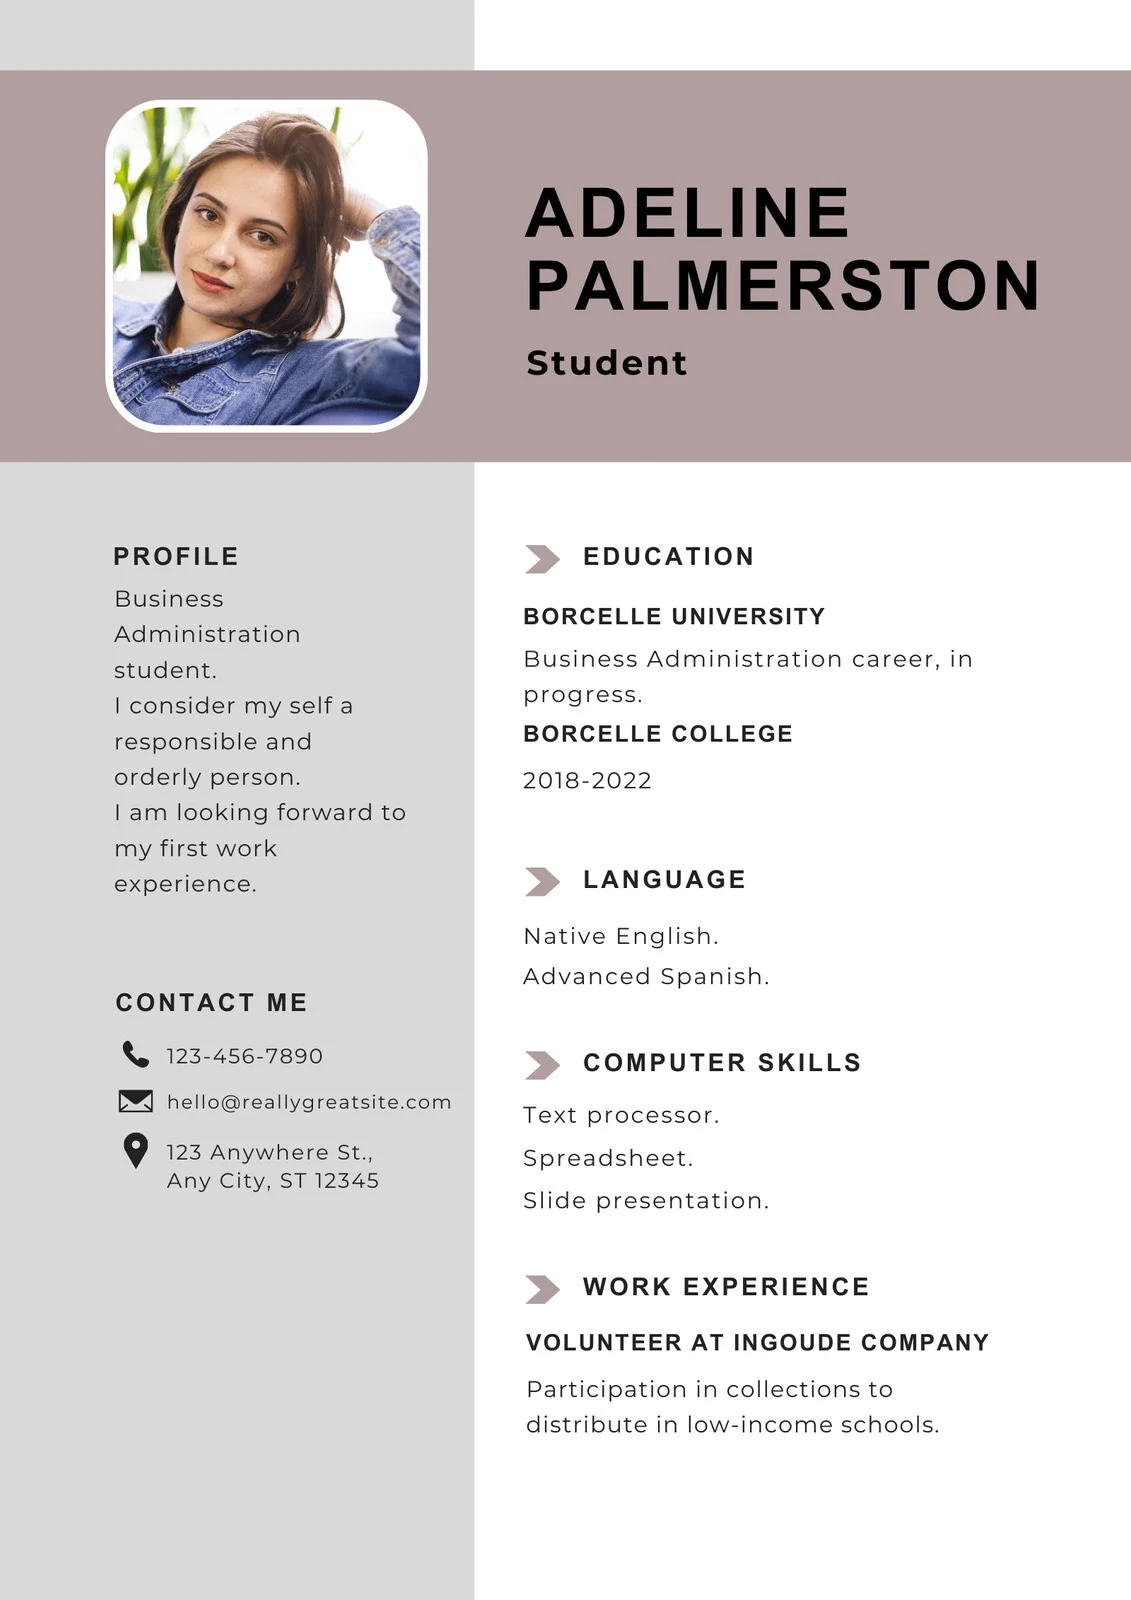 ADELINE
PALMERSTON
Student
PROFILE
Business
Administration
student.
I consider my self a
responsible and
orderly person.
I am looking forward to
my first work
experience.
CONTACT ME
123-456-7890
hello@reallygreatsite.com
123 Anywhere St.,
Any City, ST 12345
EDUCATION
BORCELLE UNIVERSITY
Business Administration career, in
progress.
BORCELLE COLLEGE
2018-2022
LANGUAGE
Native English.
Advanced Spanish.
COMPUTER SKILLS
Text processor.
Spreadsheet.
Slide presentation.
WORK EXPERIENCE
VOLUNTEER AT INGOUDE COMPANY
Participation in collections to
distribute in low-income schools.